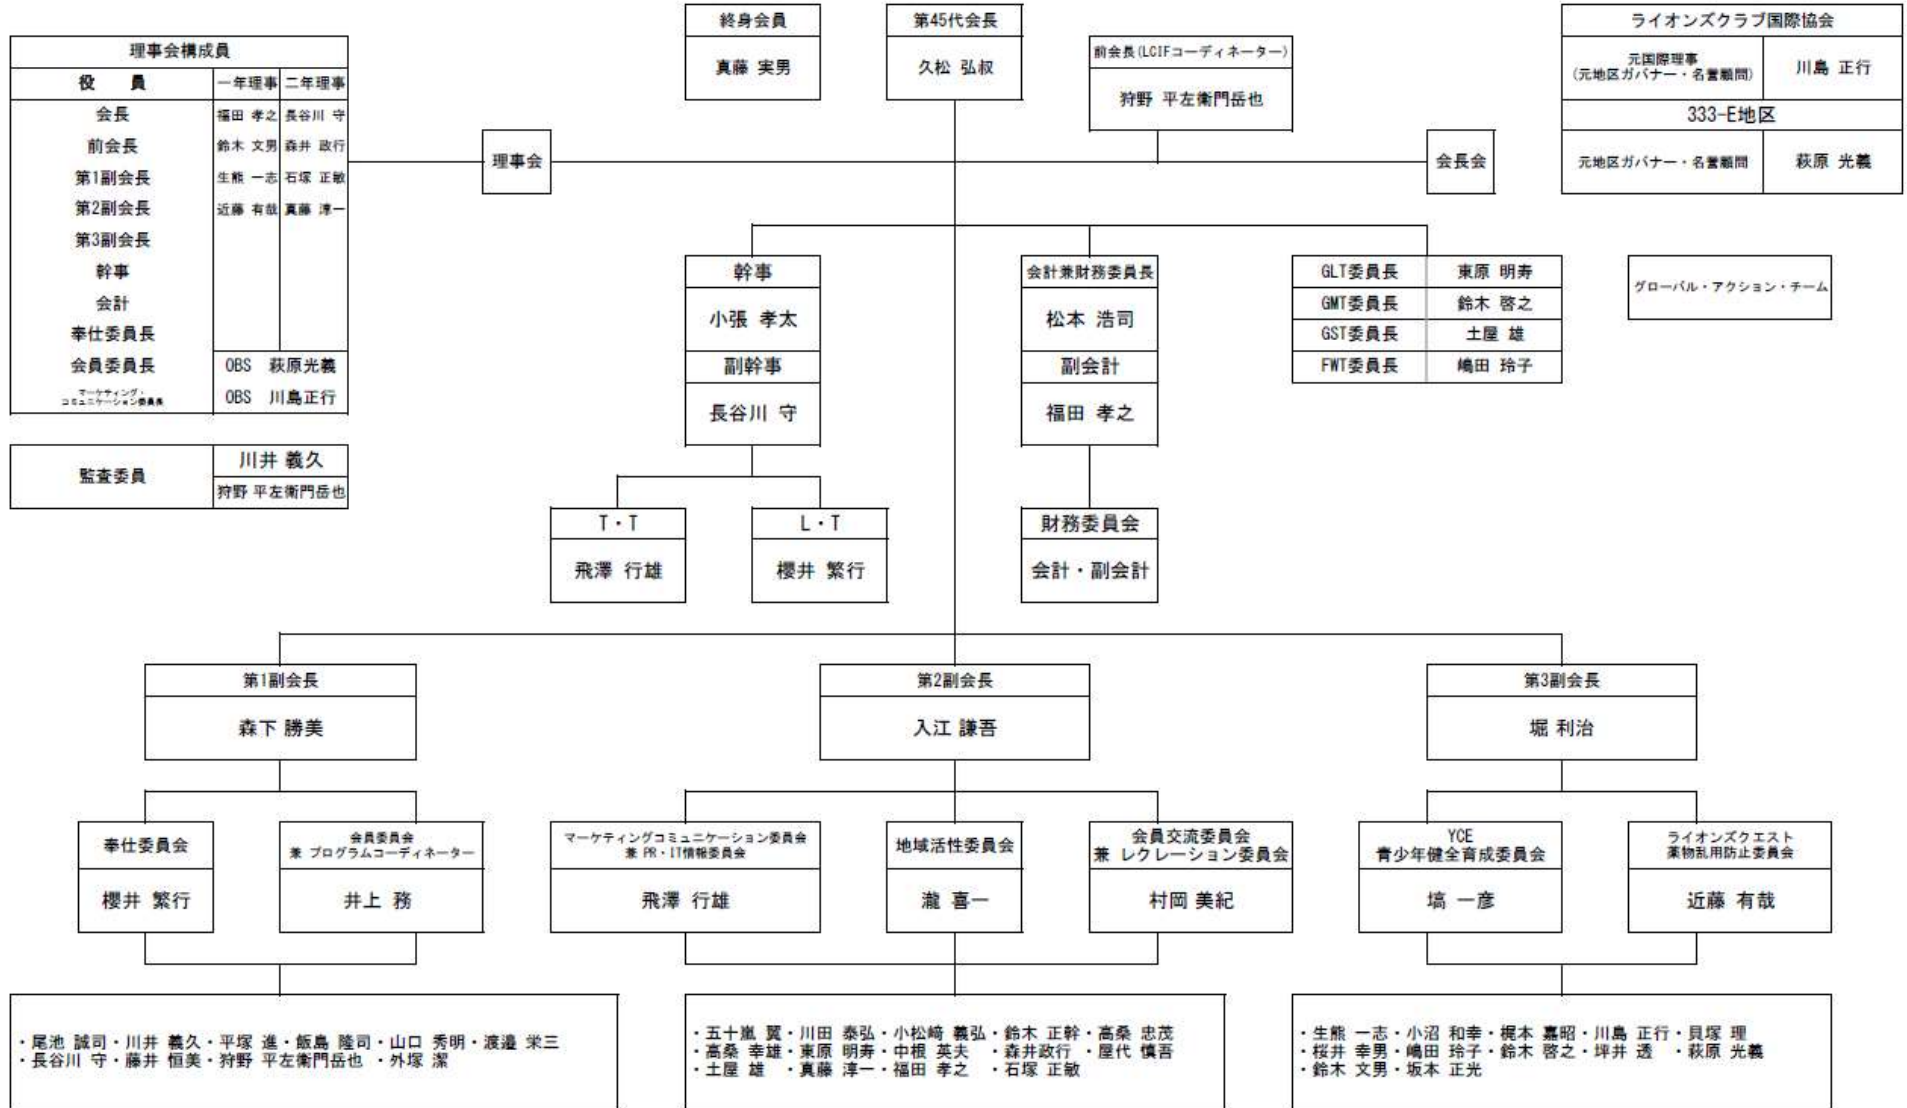 終身会員
真藤 実男
第45代会長
久松 弘叔
前会長(LCIFコーディネーター)
狩野 平左衛門岳也
ライオンズクラブ国際協会
元国際理事
(元地区ガバナー・名誉顧問)
川島 正行
333-E地区
元地区ガバナー・名誉顧問
萩原 光義
理事会構成員
役 員 一年理事 二年理事
会長 福田 孝之 長谷川 守
前会長 鈴木 文男 森井 政行
第1副会長 生熊 一志 石塚 正敏
第2副会長 近藤 有哉 真藤 淳一
第3副会長
幹事
会計
奉仕委員長
会員委員長 OBS 萩原光義
マーケティング・
コミュニケーション委員長
OBS 川島正行
理事会
会長会
監査委員
川井 義久
狩野 平左衛門岳也
幹事
小張 孝太
副幹事
長谷川 守
会計兼財務委員長
松本 浩司
副会計
福田 孝之
GLT委員長 東原 明寿
GMT委員長 鈴木 啓之
GST委員長 土屋 雄
FWT委員長 嶋田 玲子
グローバル・アクション・チーム
T・T
飛澤 行雄
L・T
櫻井 繁行
財務委員会
会計・副会計
第1副会長
森下 勝美
第2副会長
入江 謙吾
第3副会長
堀 利治
奉仕委員会
櫻井 繁行
会員委員会
兼 プログラムコーディネーター
井上 務
マーケティングコミュニケーション委員会
兼 PR・IT情報委員会
飛澤 行雄
地域活性委員会
瀧 喜一
会員交流委員会
兼 レクレーション委員会
村岡 美紀
YCE
青少年健全育成委員会
塙 一彦
ライオンズクエスト
薬物乱用防止委員会
近藤 有哉
・尾池 誠司・川井 義久・平塚 進・飯島 隆司・山口 秀明・渡邉 栄三
・長谷川 守・藤井 恒美・狩野 平左衛門岳也 ・外塚 潔
・五十嵐 翼・川田 泰弘・小松﨑 義弘・鈴木 正幹・高桑 忠茂
・高桑 幸雄・東原 明寿・中根 英夫 ・森井政行 ・屋代 慎吾
・土屋 雄 ・真藤 淳一・福田 孝之 ・石塚 正敏
・生熊 一志・小沼 和幸・梶本 嘉昭・川島 正行・貝塚 理
・桜井 幸男・嶋田 玲子・鈴木 啓之・坪井 透 ・萩原 光義
・鈴木 文男・坂本 正光